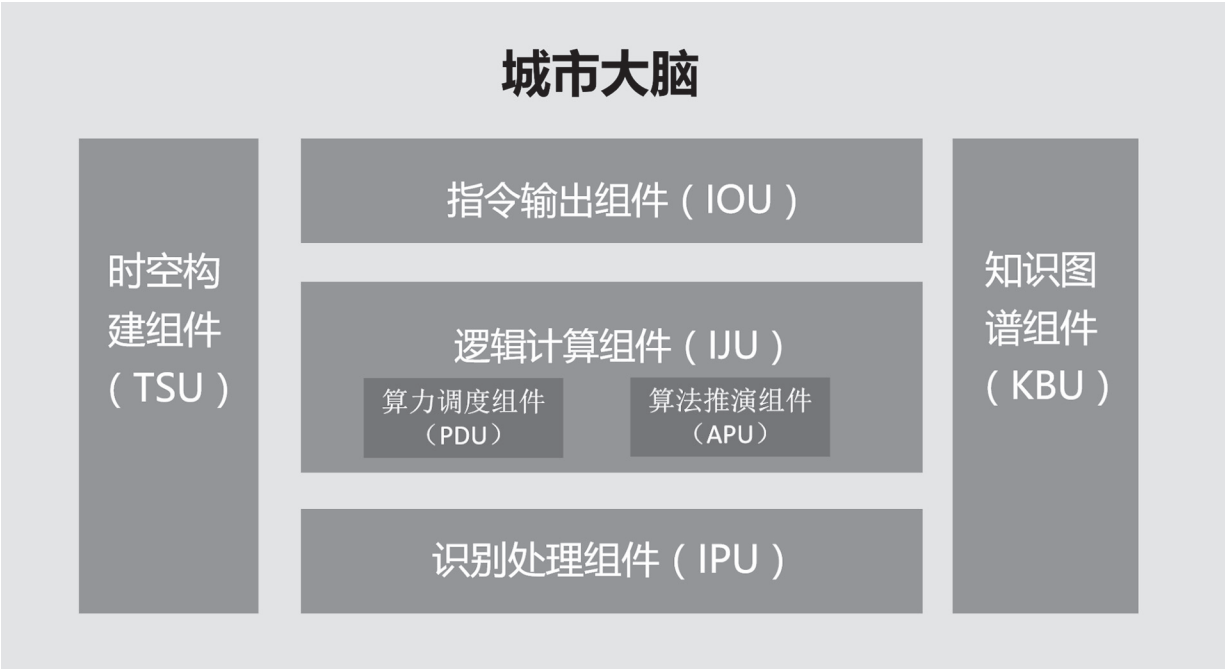 城市大脑
时空构
建组件
（TSU）
指令输出组件（IOU）
逻辑计算组件（IJU）
算力调度组件
（PDU）
算法推演组件
（APU）
识别处理组件（IPU）
知识图
谱组件
（KBU）